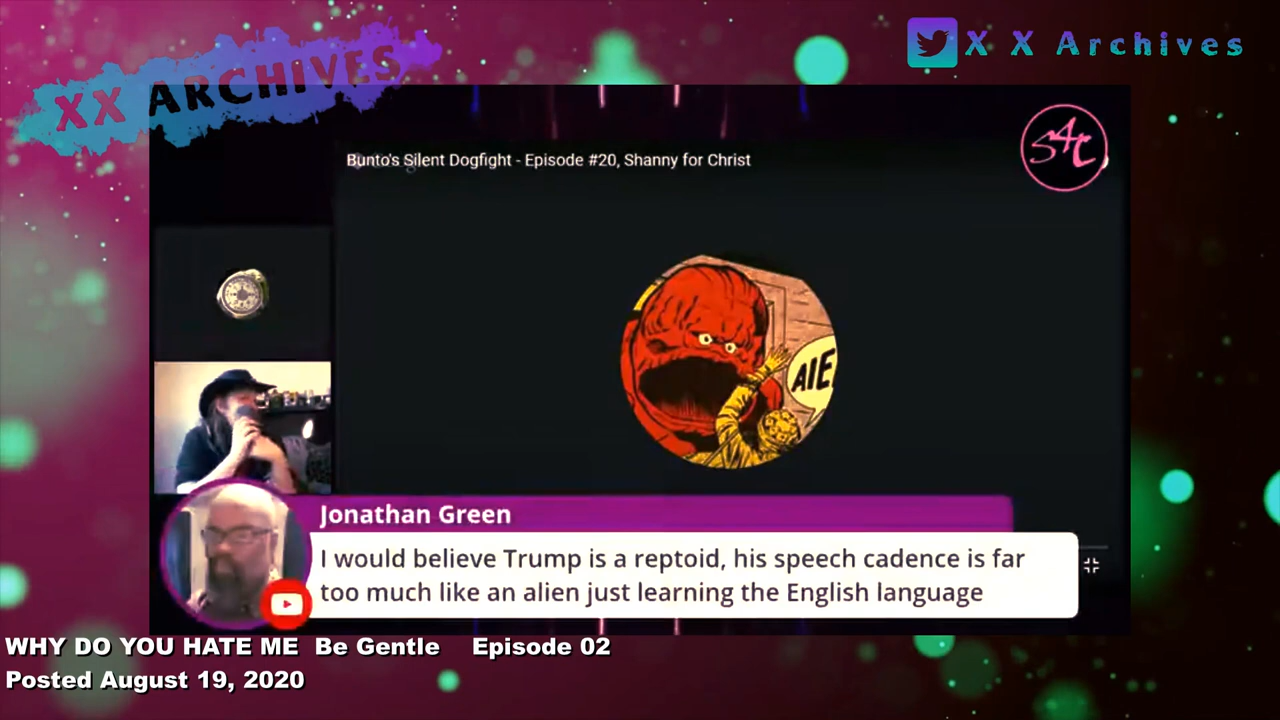 XX ARCHIVES
X X Archives
S4C
Bunto's Silent Dogfight - Episode #20, Shanny for Christ
AIE
Jonathan Green
I would believe Trump is a reptoid, his speech cadence is far
too much like an alien just learning the English language
WHY DO YOU HATE ME Be Gentle Episode 02
Posted August 19, 2020